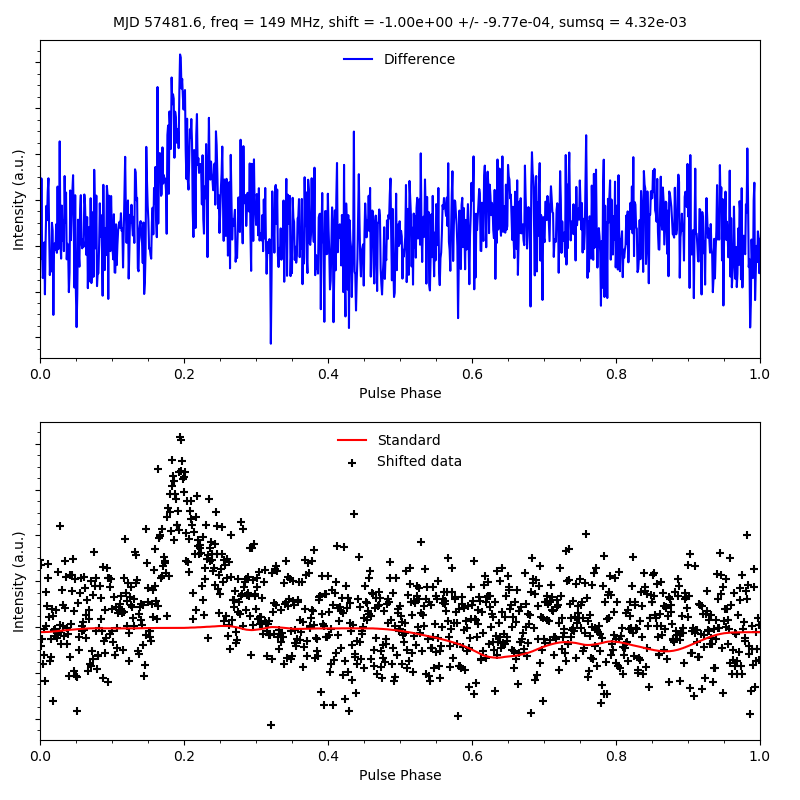 MJD 57481.6, freq = 149 MHz, shift = -1.00e+00 +/- -9.77e-04, sumsq = 4.32e-03
Difference
Intensity (a.u.)
0.0 0.2 0.4 0.6 0.8 1.0
Pulse Phase
Standard
Shifted data
Intensity (a.u.)
0.0 0.2 0.4 0.6 0.8 1.0
Pulse Phase